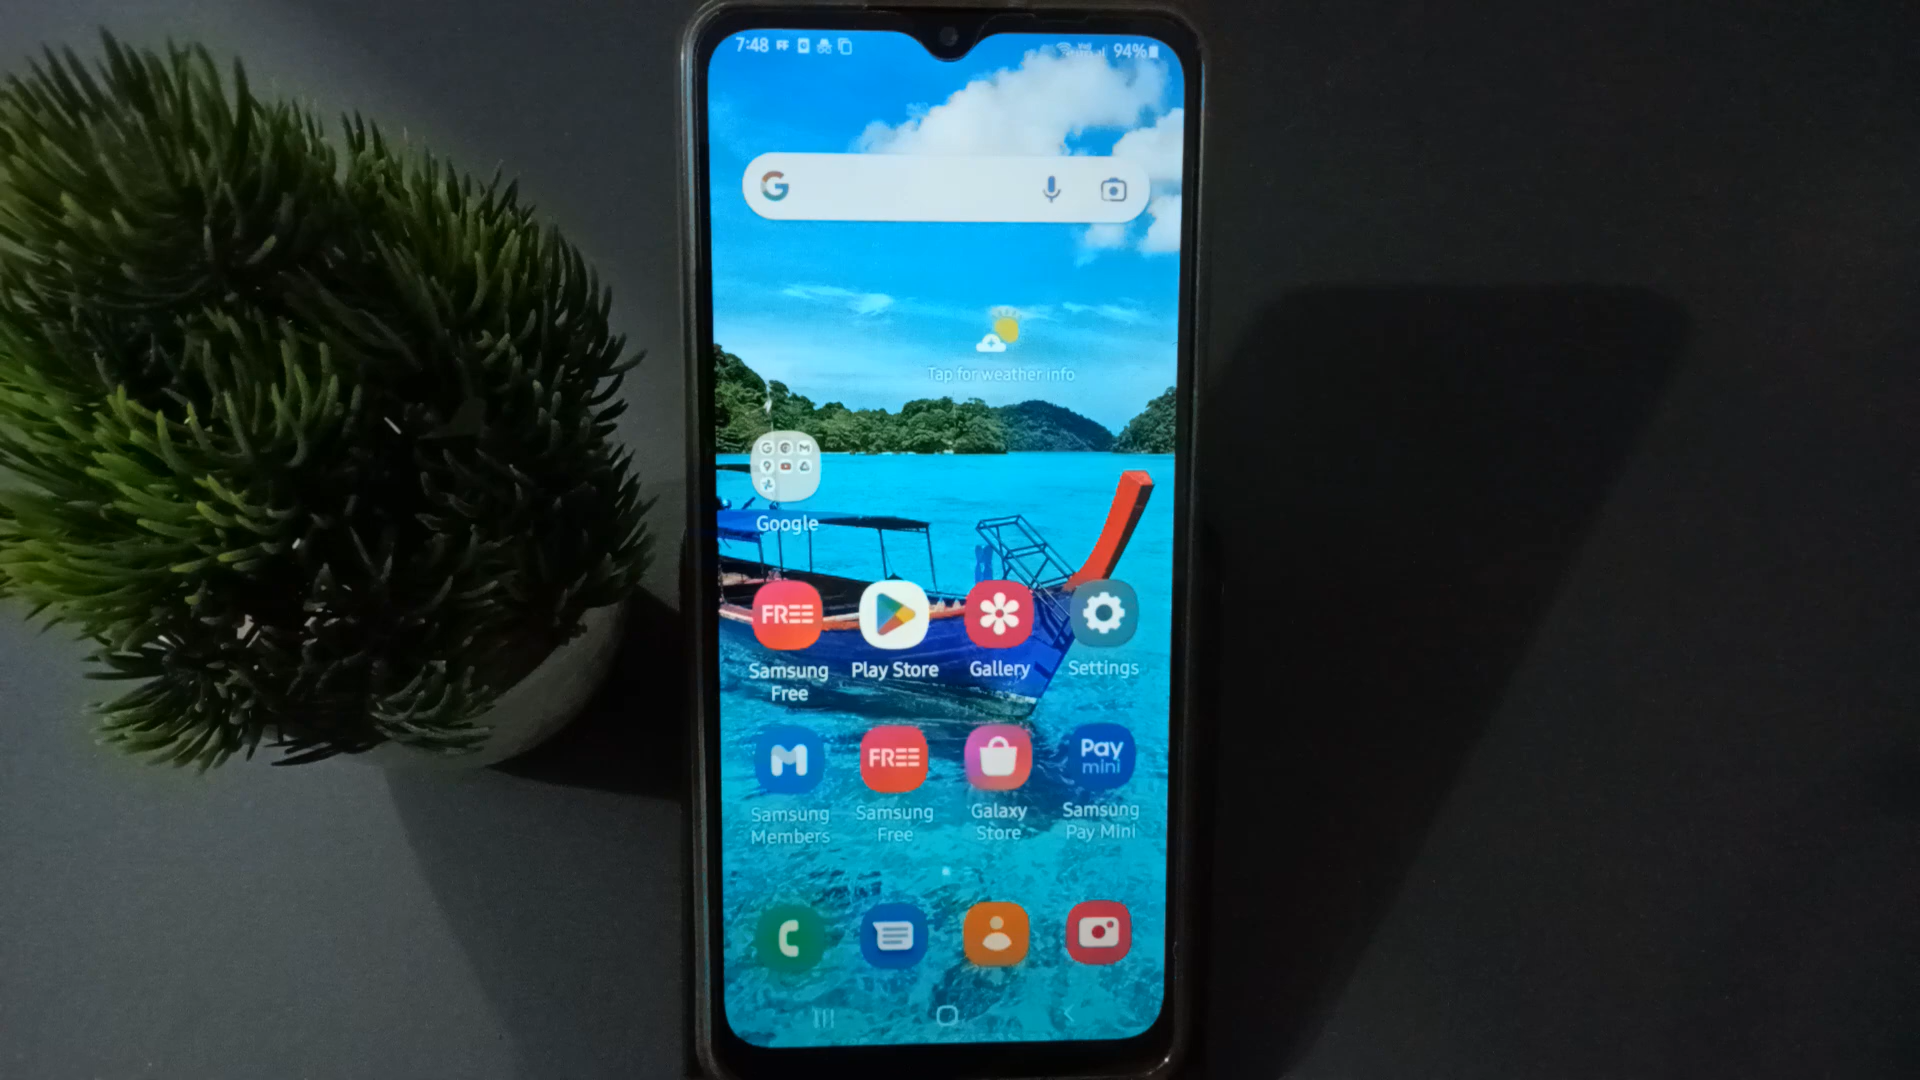 7:48 FF
94%
G
Tap for weather info
Google
FREE
Samsung
Free
Play Store
Gallery
Settings
Samsung
Members
FREE
Samsung
Free
Galaxy
Store
Pay
mini
Samsung
Pay Mini